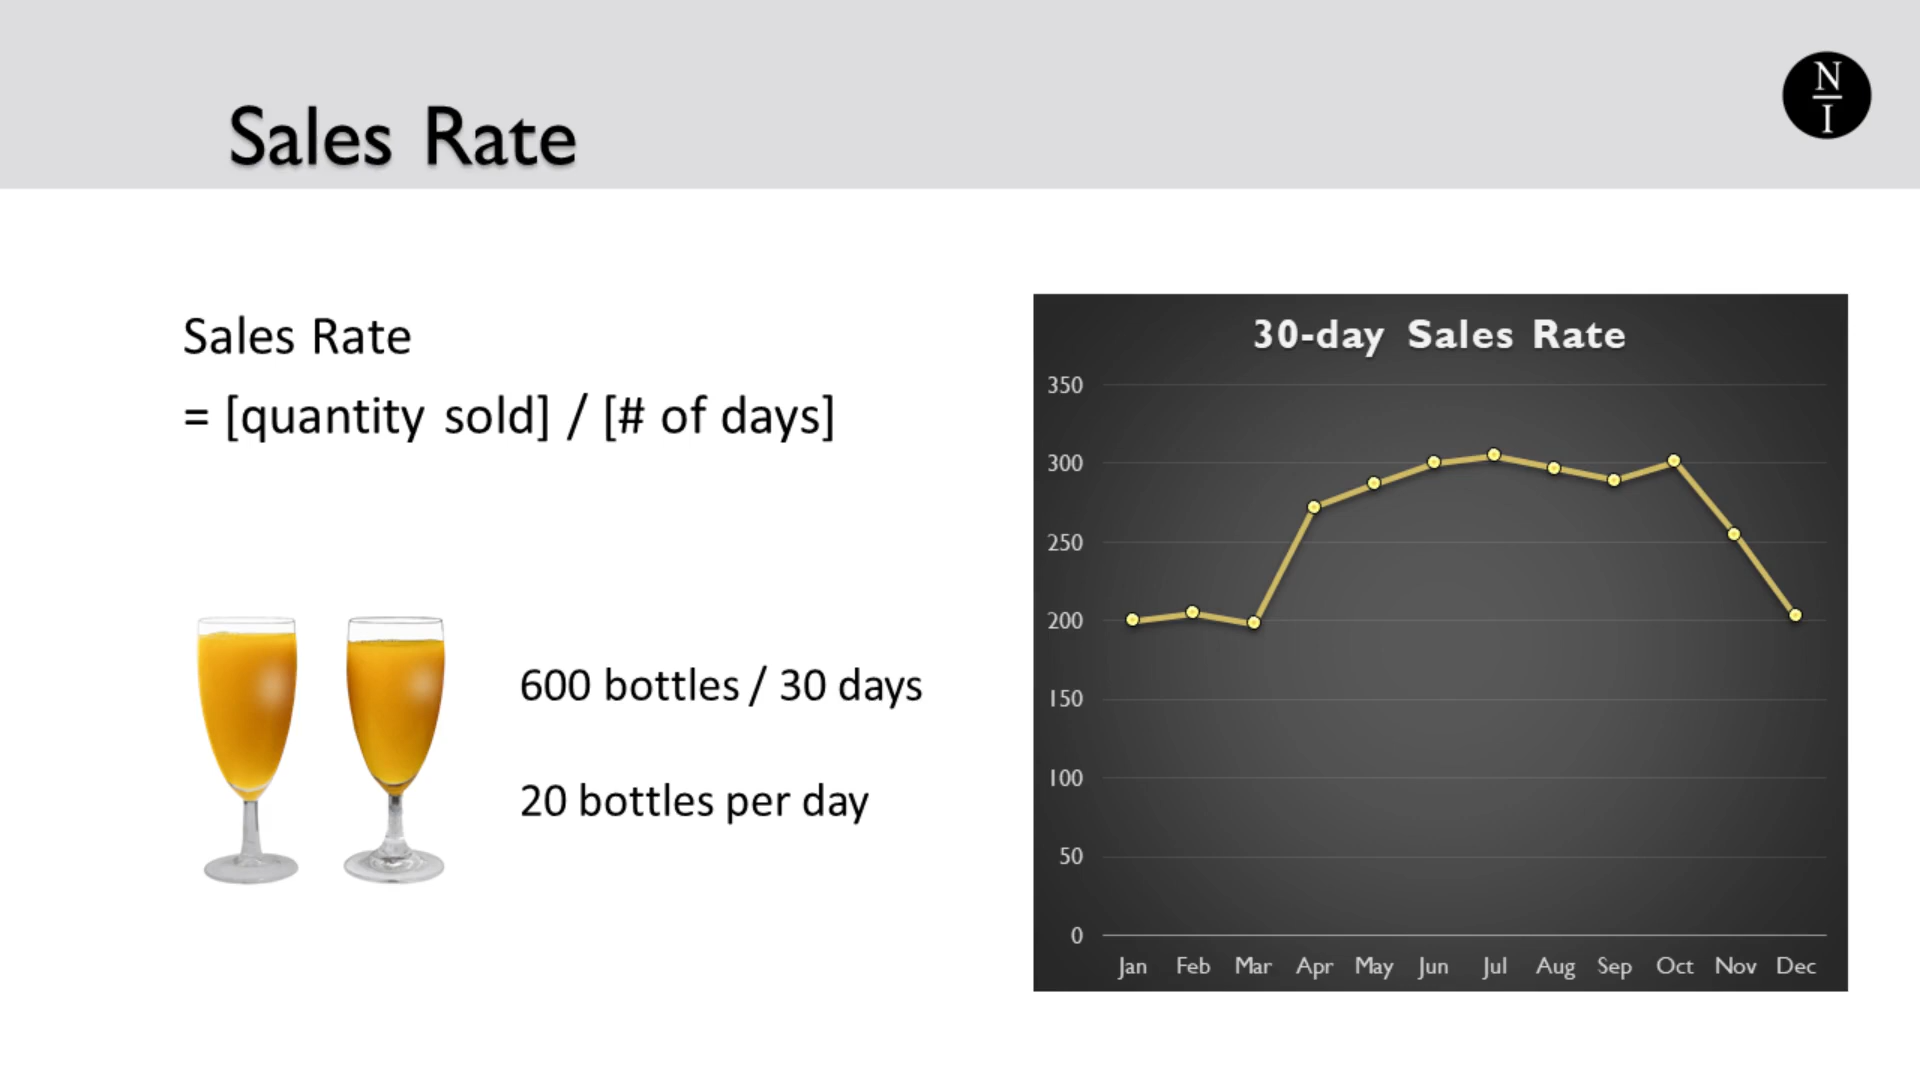 Sales Rate
N
I
Sales Rate
= [quantity sold] / [# of days]
600 bottles / 30 days
20 bottles per day
30-day Sales Rate
350
300
250
200
150
100
50
0
Jan Feb Mar Apr May Jun Jul Aug Sep Oct Nov Dec